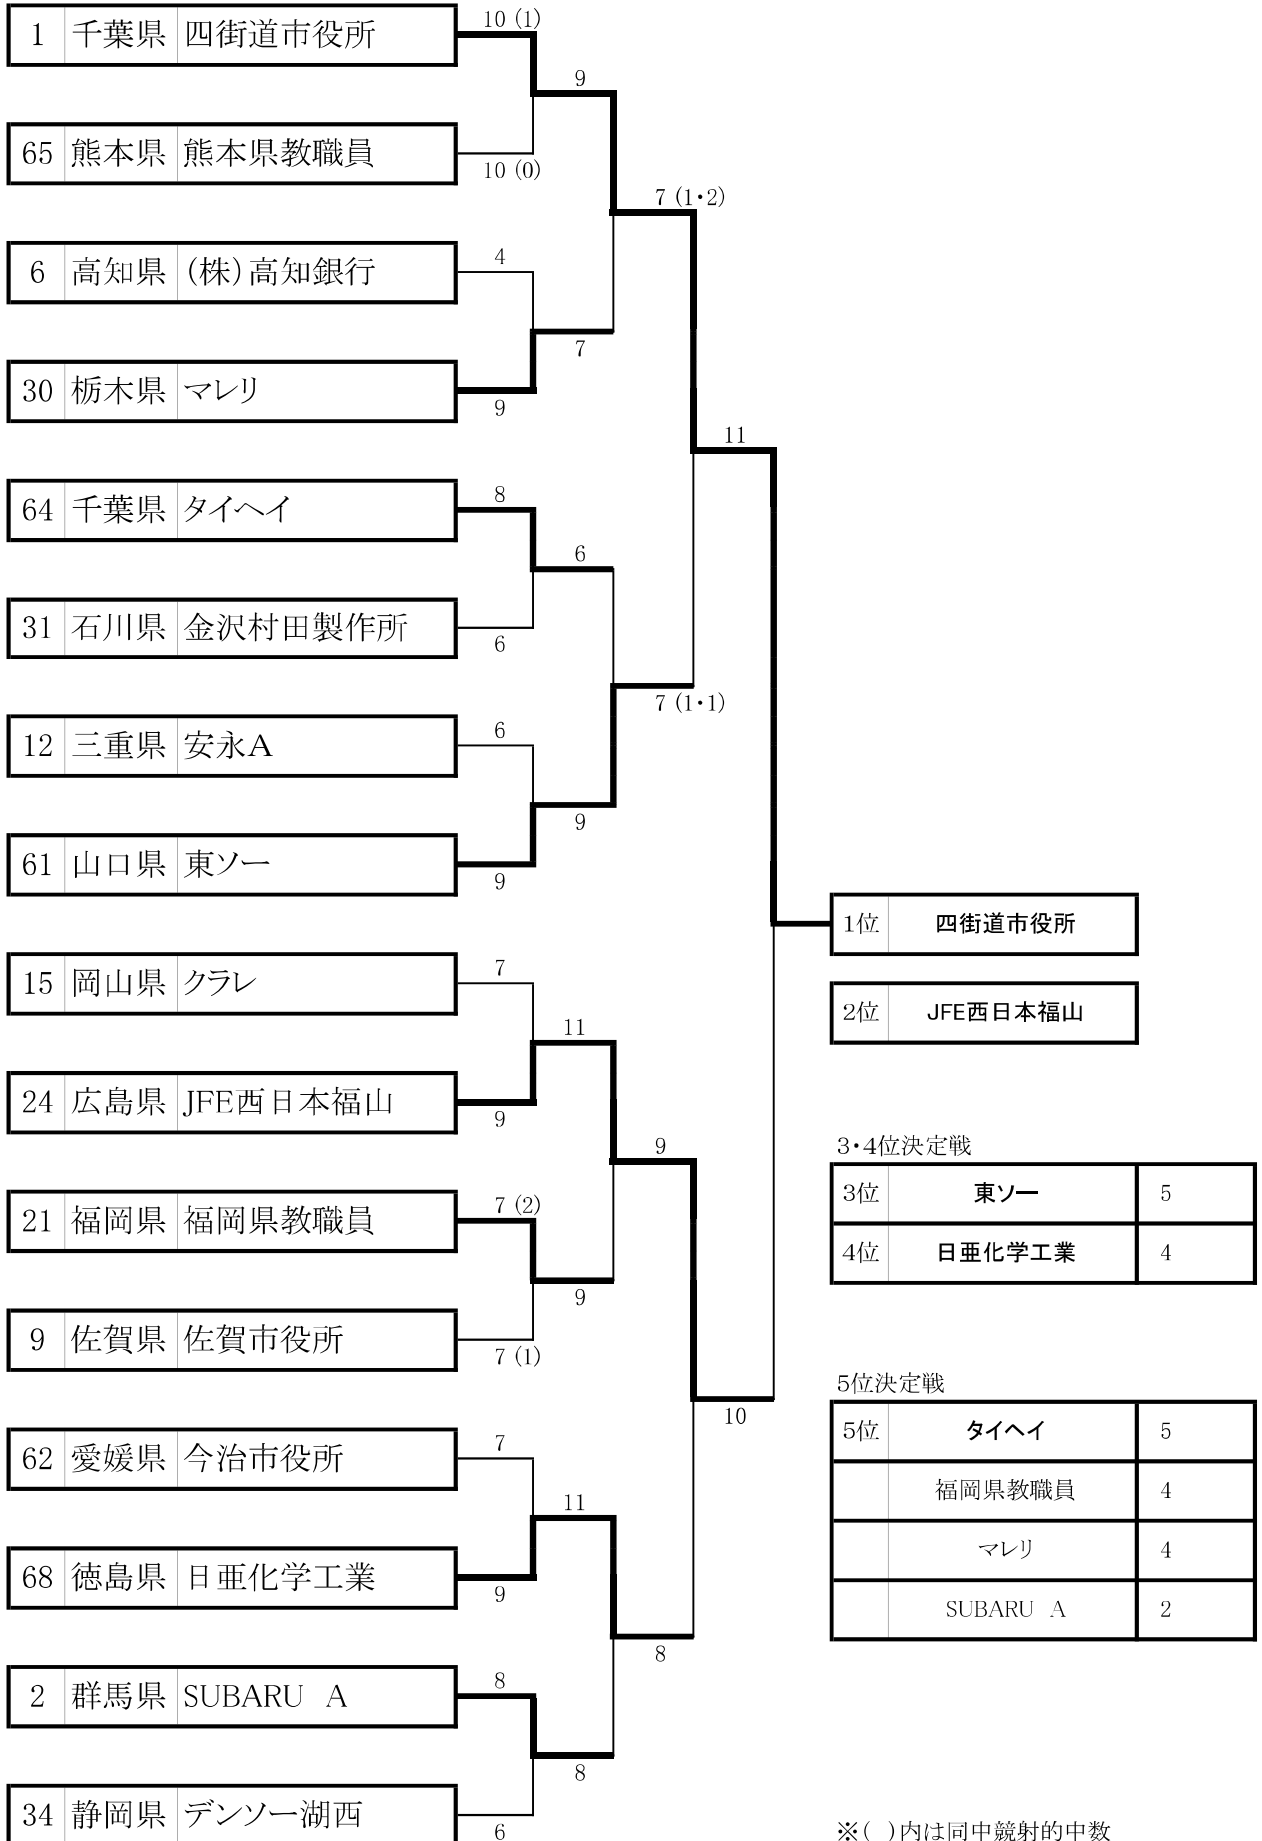 1 千葉県 四街道市役所 10 (1)
9
65 熊本県 熊本県教職員 10 (0)
7 (1・2)
6 高知県 (株)高知銀行 4
7
30 栃木県 マレリ 9
11
64 千葉県 タイヘイ 8
6
31 石川県 金沢村田製作所 6
7 (1・1)
12 三重県 安永A 6
9
61 山口県 東ソー 9
15 岡山県 クラレ 7
11
24 広島県 JFE西日本福山 9
9
21 福岡県 福岡県教職員 7 (2)
9
9 佐賀県 佐賀市役所 7 (1)
10
62 愛媛県 今治市役所 7
11
68 徳島県 日亜化学工業 9
8
2 群馬県 SUBARU A 8
8
34 静岡県 デンソー湖西 6
1位 四街道市役所
2位 JFE西日本福山
3・4位決定戦
3位 東ソー 5
4位 日亜化学工業 4
5位決定戦
5位 タイヘイ 5
福岡県教職員 4
マレリ 4
SUBARU A 2
※( )内は同中競射的中数